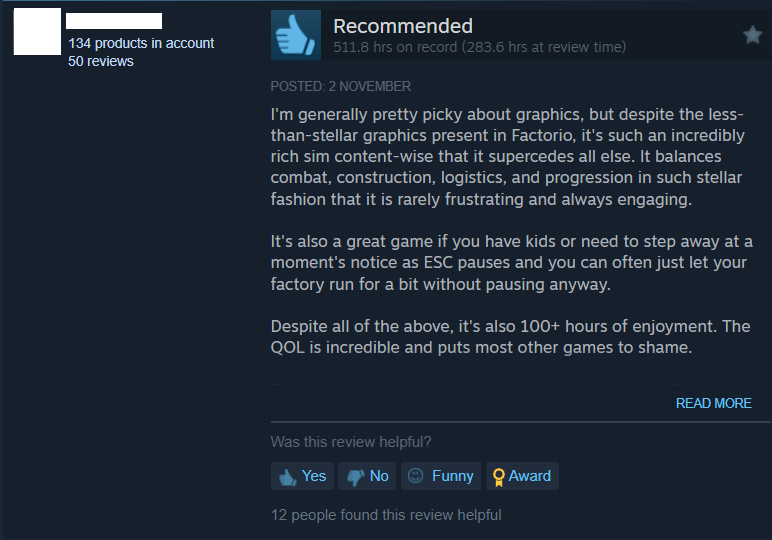 134 products in account
50 reviews
Recommended
511.8 hrs on record (283.6 hrs at review time)
POSTED: 2 NOVEMBER
I'm generally pretty picky about graphics, but despite the less-
than-stellar graphics present in Factorio, it's such an incredibly
rich sim content-wise that it supercedes all else. It balances
combat, construction, logistics, and progression in such stellar
fashion that it is rarely frustrating and always engaging.
It's also a great game if you have kids or need to step away at a
moment's notice as ESC pauses and you can often just let your
factory run for a bit without pausing anyway.
Despite all of the above, it's also 100+ hours of enjoyment. The
QOL is incredible and puts most other games to shame.
READ MORE
Was this review helpful?
Yes No Funny Award
12 people found this review helpful